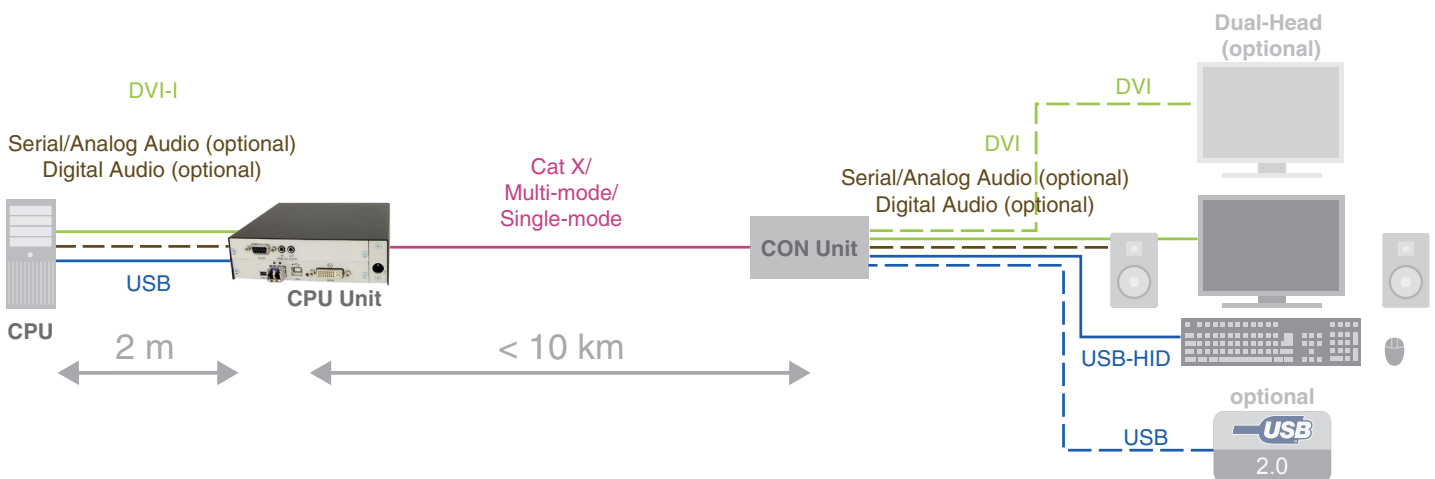 Dual-Head
(optional)
DVI-I
DVI
Serial/Analog Audio (optional)
Digital Audio (optional)
Cat X/
Multi-mode/
Single-mode
DVI
Serial/Analog Audio (optional)
Digital Audio (optional)
CON Unit
USB
CPU Unit
CPU
2 m
< 10 km
USB-HID
optional
USB
USB
2.0